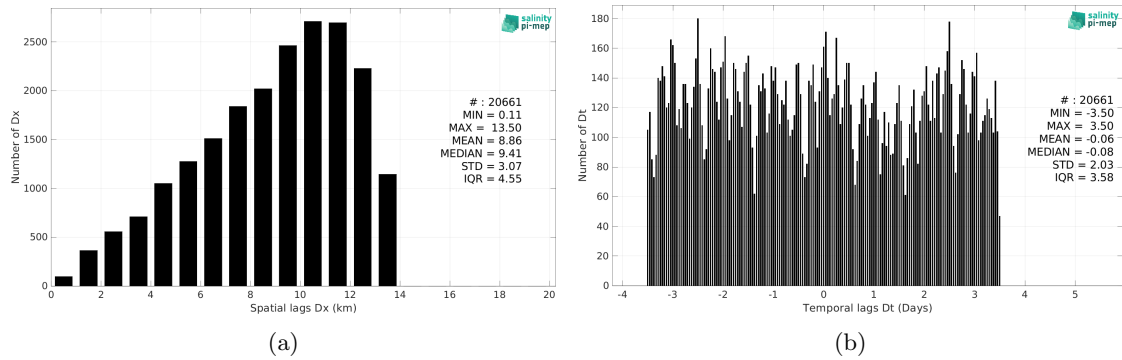 salinity
pi-mep
2500
2000
1500
1000
500
0
Number of Dx
# : 20661
MIN = 0.11
MAX = 13.50
MEAN = 8.86
MEDIAN = 9.41
STD = 3.07
IQR = 4.55
0 2 4 6 8 10 12 14 16 18 20
Spatial lags Dx (km)
(a)
salinity
pi-mep
180
160
140
120
100
80
60
40
20
0
Number of Dt
# : 20661
MIN = -3.50
MAX = 3.50
MEAN = -0.06
MEDIAN = -0.08
STD = 2.03
IQR = 3.58
-4 -3 -2 -1 0 1 2 3 4 5
Temporal lags Dt (Days)
(b)